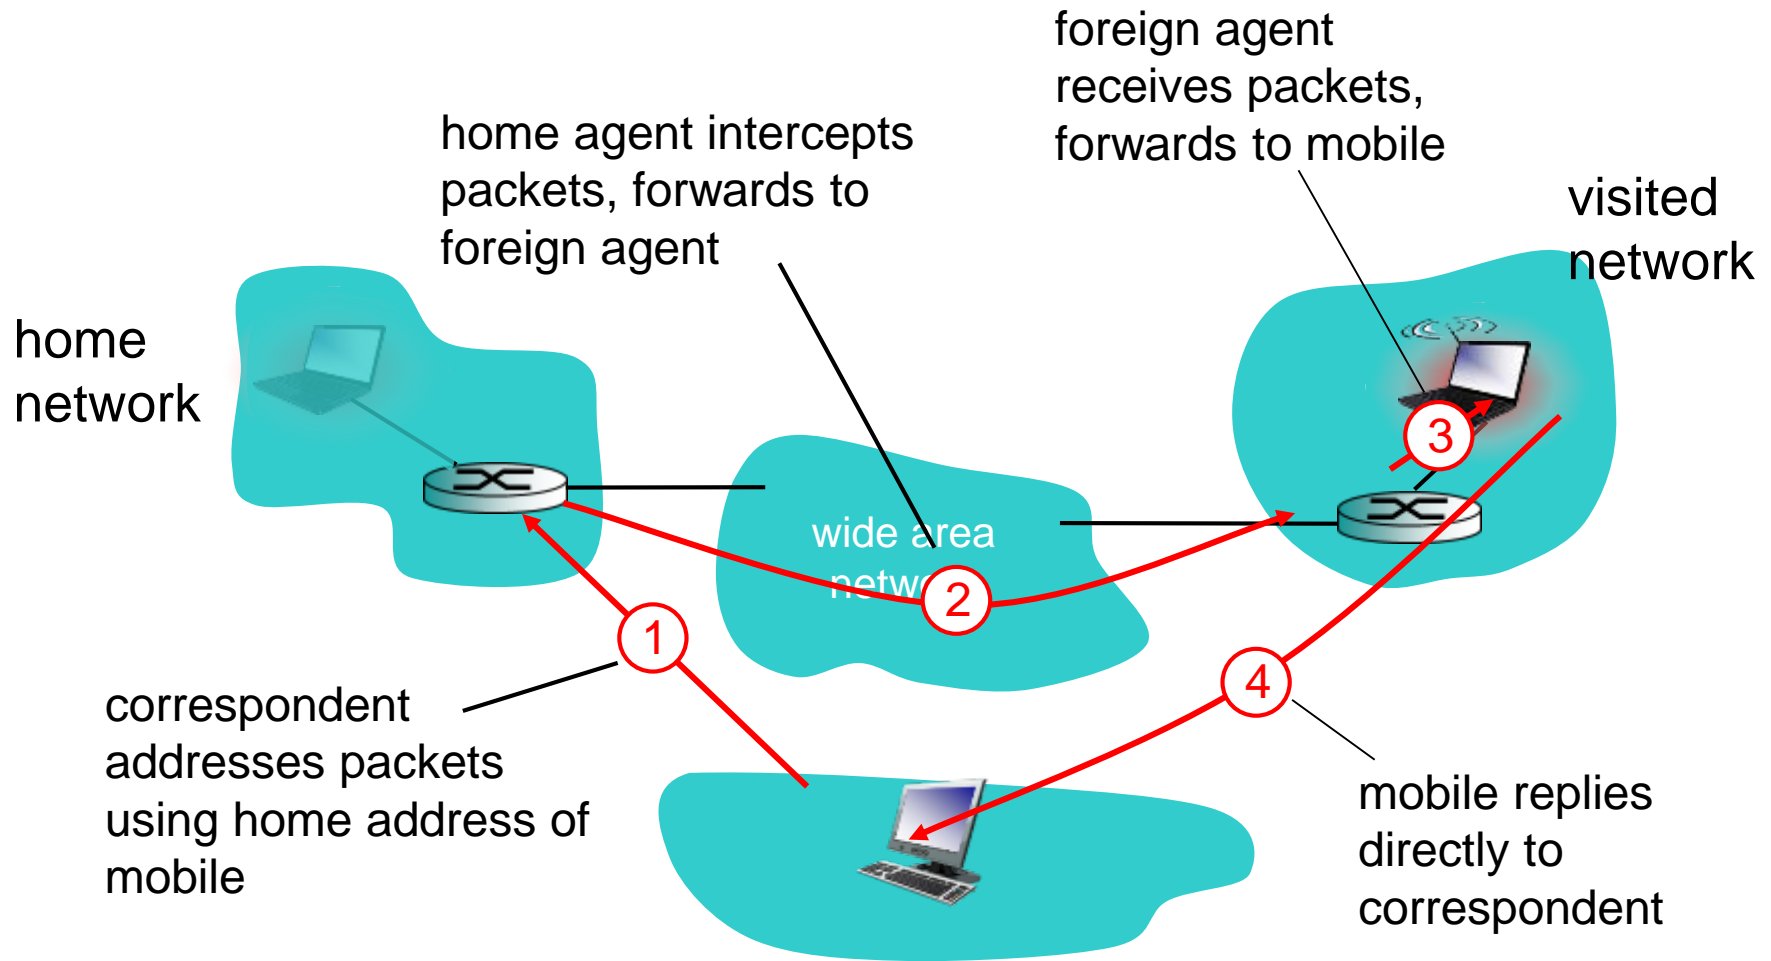 foreign agent
receives packets,
forwards to mobile
home agent intercepts
packets, forwards to
foreign agent
visited
network
home
network
wide area
netwo
1
2
3
4
correspondent
addresses packets
using home address of
mobile
mobile replies
directly to
correspondent